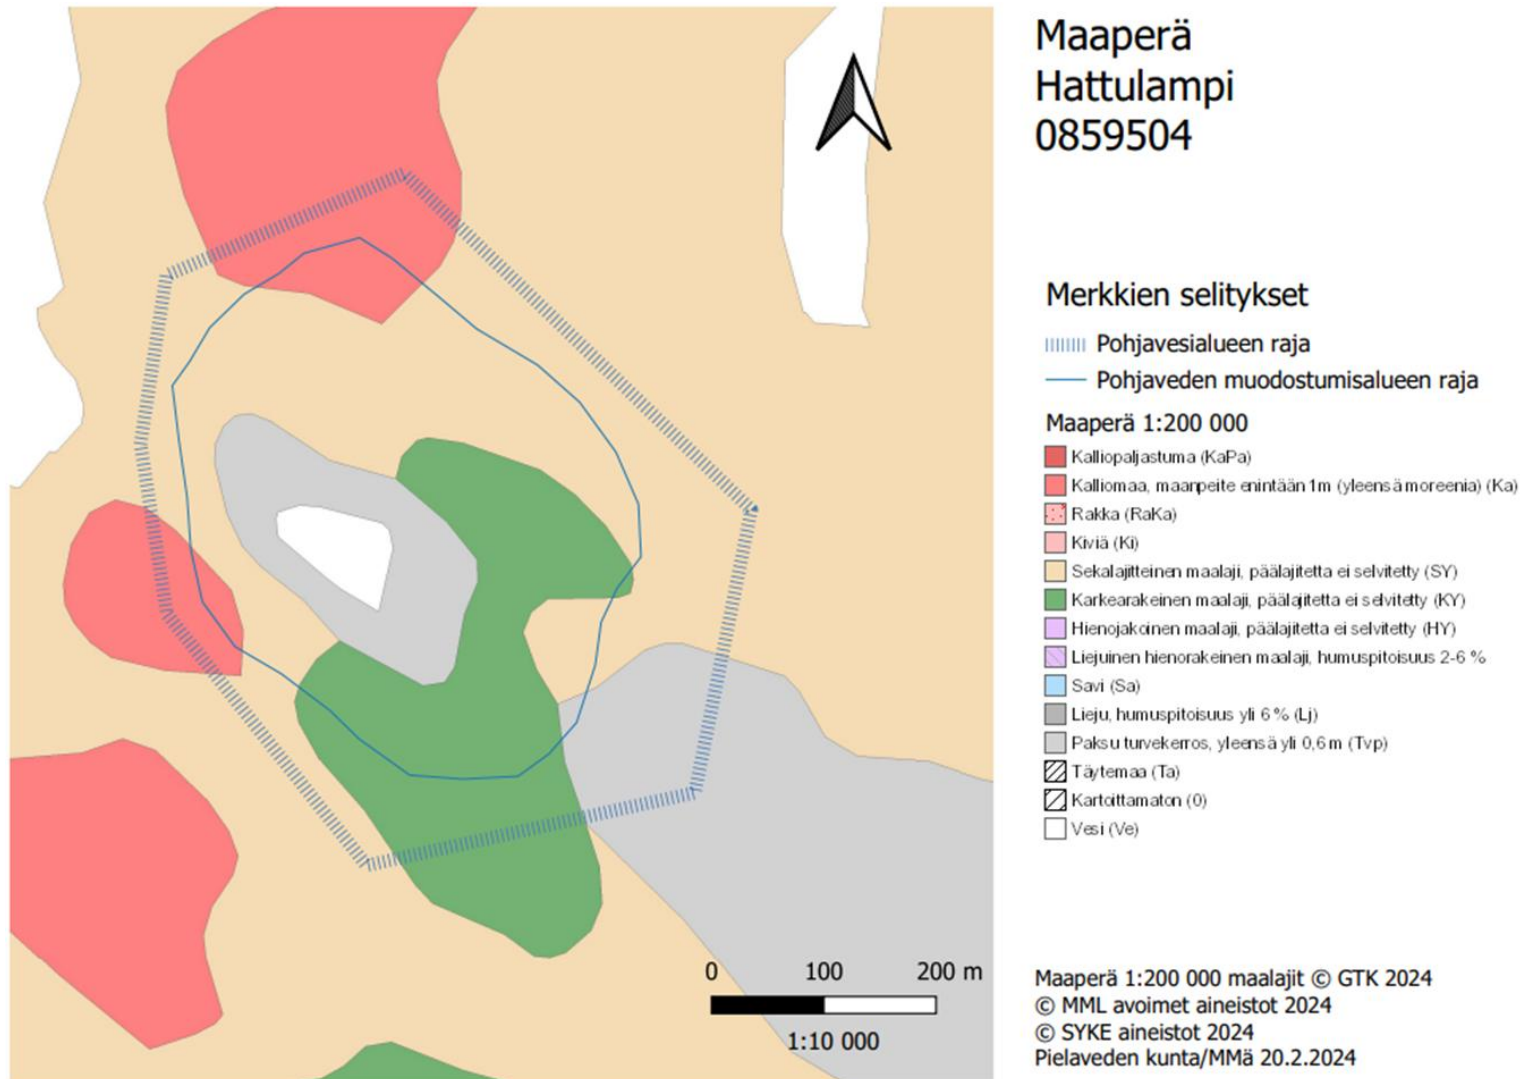 Maaperä
Hattulampi
0859504
Merkkien selitykset
Pohjavesialueen raja
Pohjaveden muodostumisalueen raja
Maaperä 1:200 000
Kalliopaljastuma (KaPa)
Kalliomaa, maanpeite enintään 1m (yleensä moreenia) (Ka)
Rakka (RaKa)
Kiviä (Ki)
Sekalajitteinen maalaji, päälajitetta ei selvitetty (SY)
Karkearakeinen maalaji, päälajitetta ei selvitetty (KY)
Hienojakoinen maalaji, päälajitetta ei selvitetty (HY)
Liejuinen hienorakeinen maalaji, humuspitoisuus 2-6 %
Savi (Sa)
Lieju, humuspitoisuus yli 6 % (Lj)
Paksu turvekerros, yleensä yli 0,6 m (Tvp)
Täytemaa (Ta)
Kartoittamaton (0)
Vesi (Ve)
0 100 200 m
1:10 000
Maaperä 1:200 000 maalajit © GTK 2024
© MML avoimet aineistot 2024
© SYKE aineistot 2024
Pielaveden kunta/MMä 20.2.2024